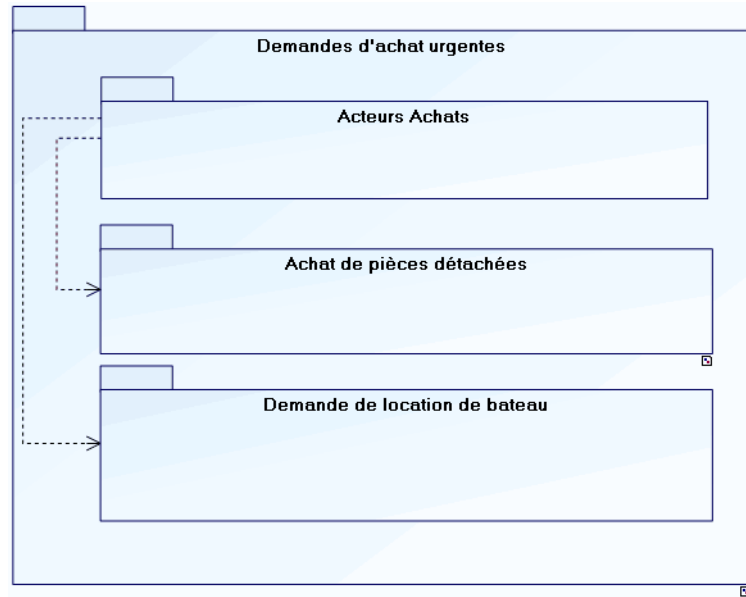 Demandes d'achat urgentes
Acteurs Achats
Achat de pièces détachées
Demande de location de bateau